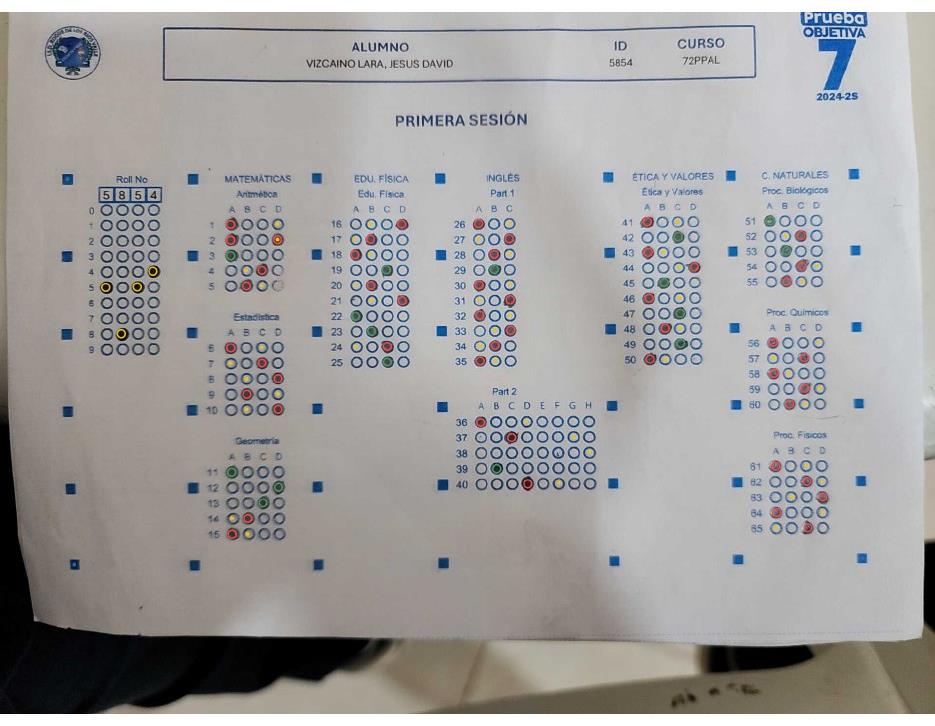 Prueba
OBJETIVA
7
2024-2S
ALUMNO ID CURSO
VIZCAINO LARA, JESUS DAVID 5854 72PPAL
PRIMERA SESIÓN
Roll No
5 8 5 4
0
1
2
3
4
5
6
7
8
9
MATEMÁTICAS
Aritmética
A B C D
1
2
3
4
5
Estadística
A B C D
6
7
8
9
10
Geometría
A B C D
11
12
13
14
15
EDU. FÍSICA
Edu. Física
A B C D
16
17
18
19
20
21
22
23
24
25
INGLÉS
Part 1
A B C
26
27
28
29
30
31
32
33
34
35
Part 2
A B C D E F G H
36
37
38
39
40
ÉTICA Y VALORES
Ética y Valores
A B C D
41
42
43
44
45
46
47
48
49
50
C. NATURALES
Proc. Biológicos
A B C D
51
52
53
54
55
Proc. Químicos
A B C D
56
57
58
59
60
Proc. Físicos
A B C D
61
62
63
64
65